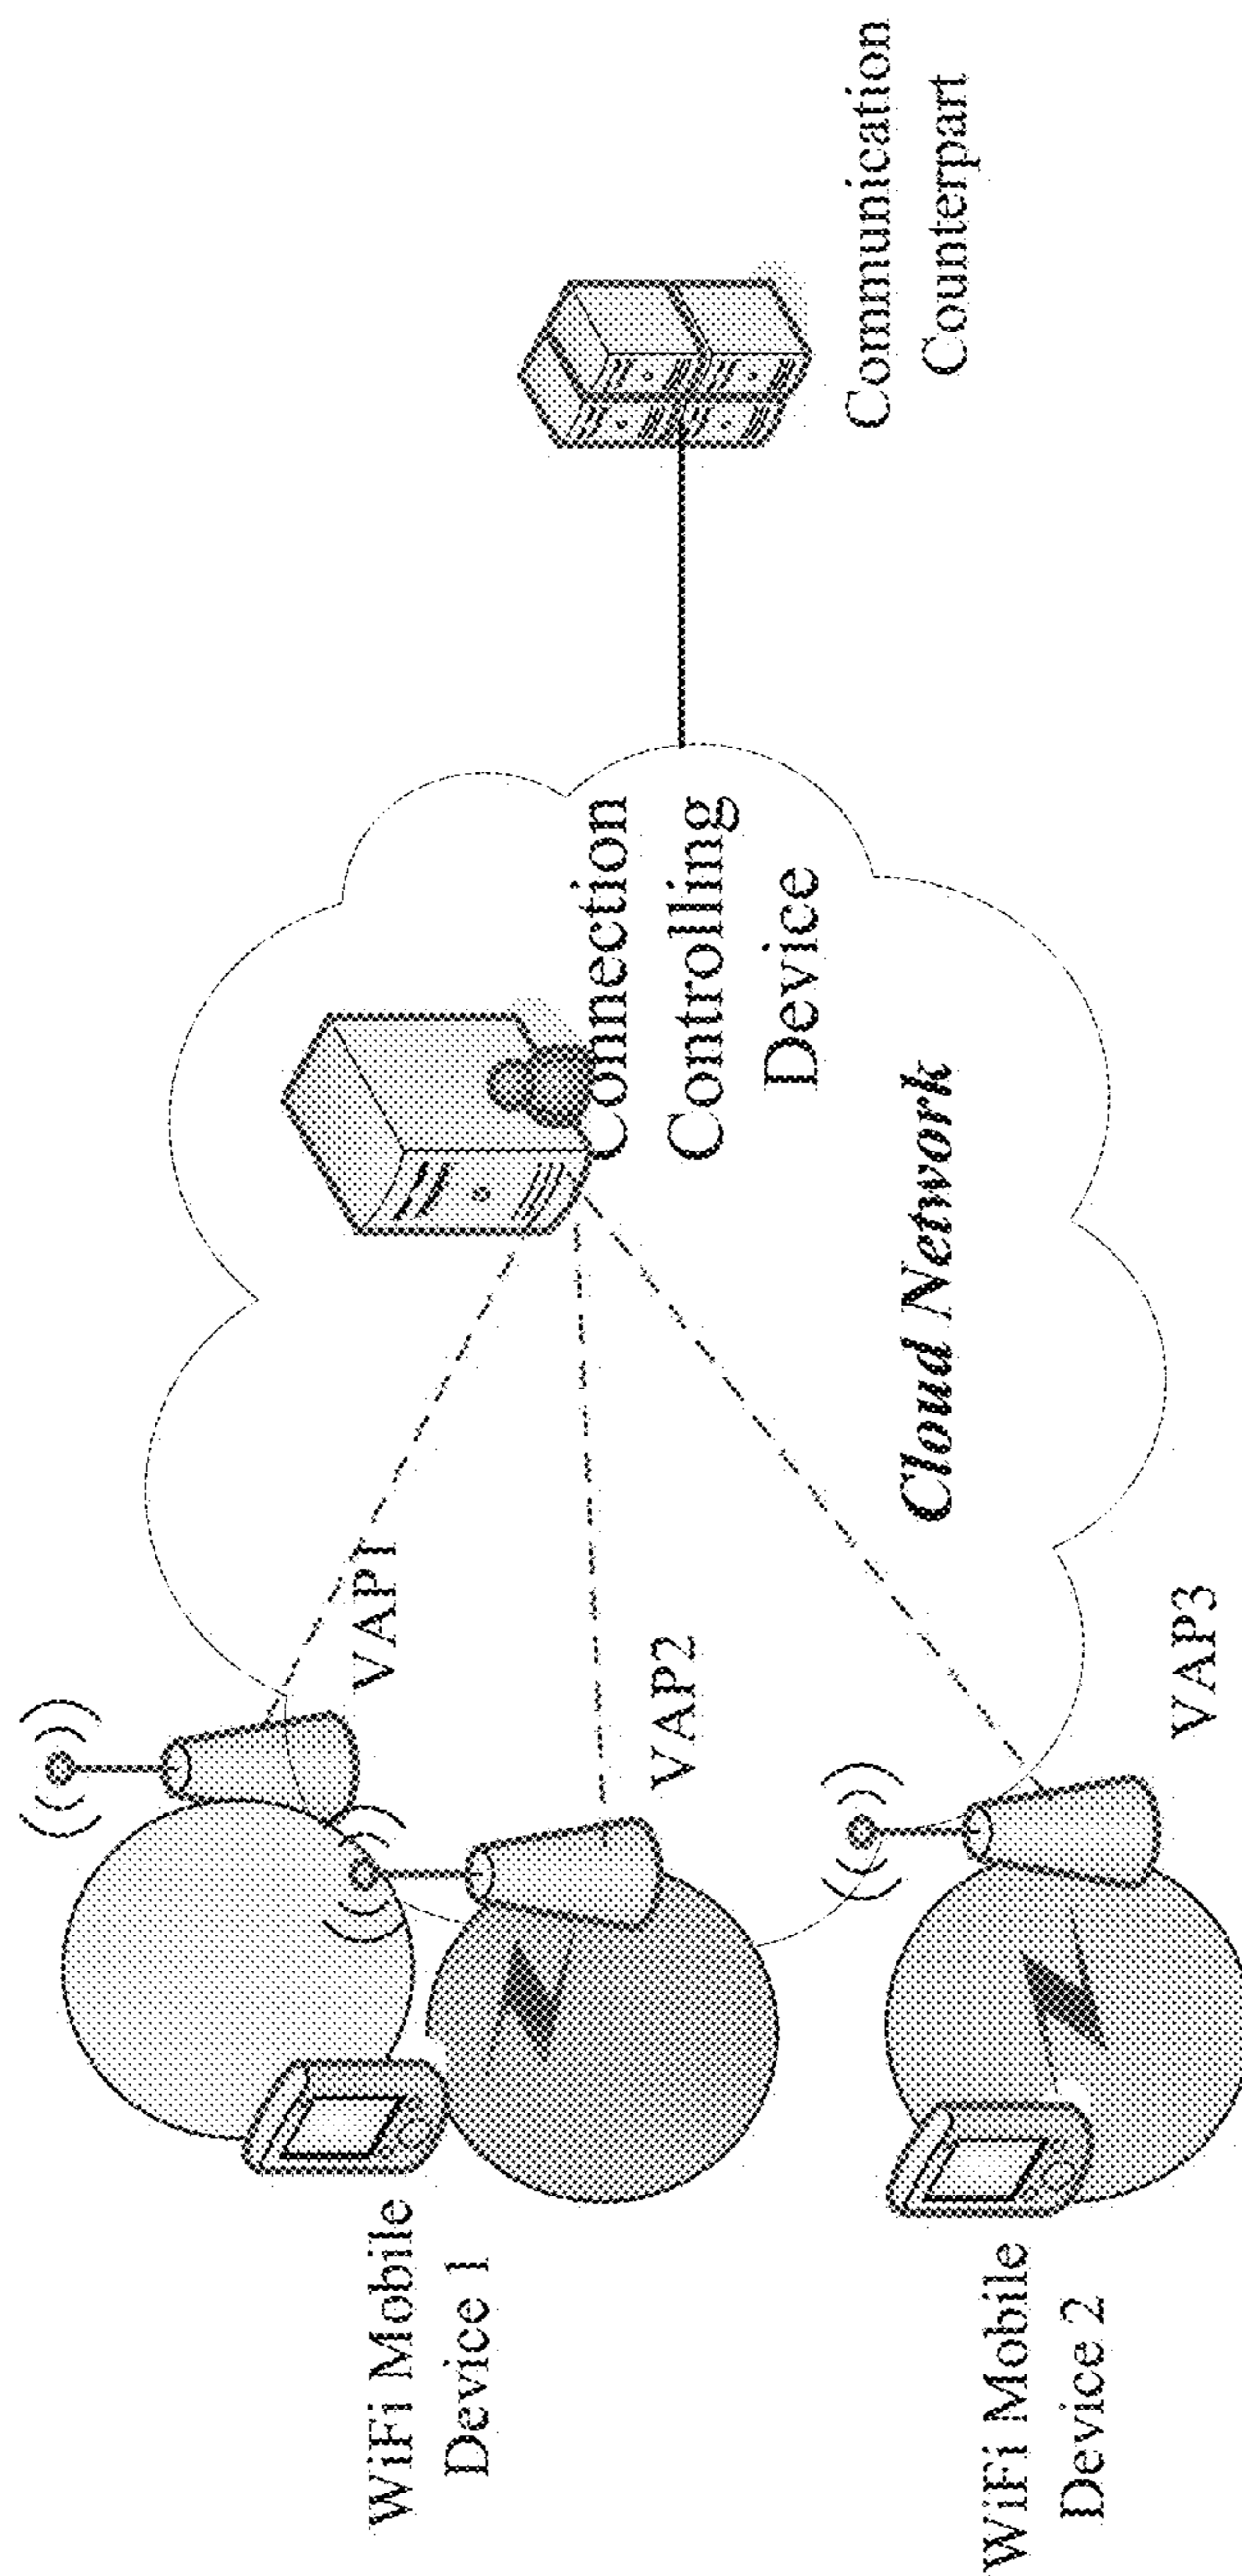 WiFi Mobile
Device 1
WiFi Mobile
Device 2
VAP1
VAP2
VAP3
Connection
Controlling
Device
Cloud Network
Communication
Counterpart